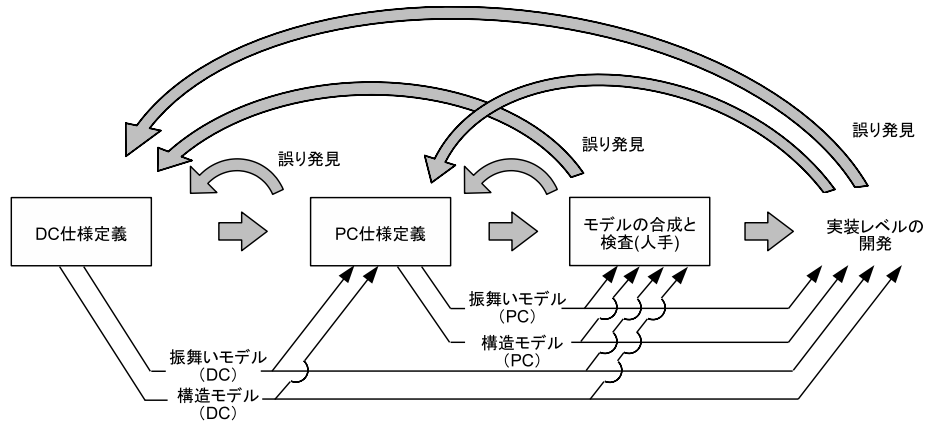 誤り発見
誤り発見
誤り発見
DC仕様定義
PC仕様定義
モデルの合成と
検査(人手)
実装レベルの
開発
振舞いモデル
(PC)
構造モデル
(PC)
振舞いモデル
(DC)
構造モデル
(DC)